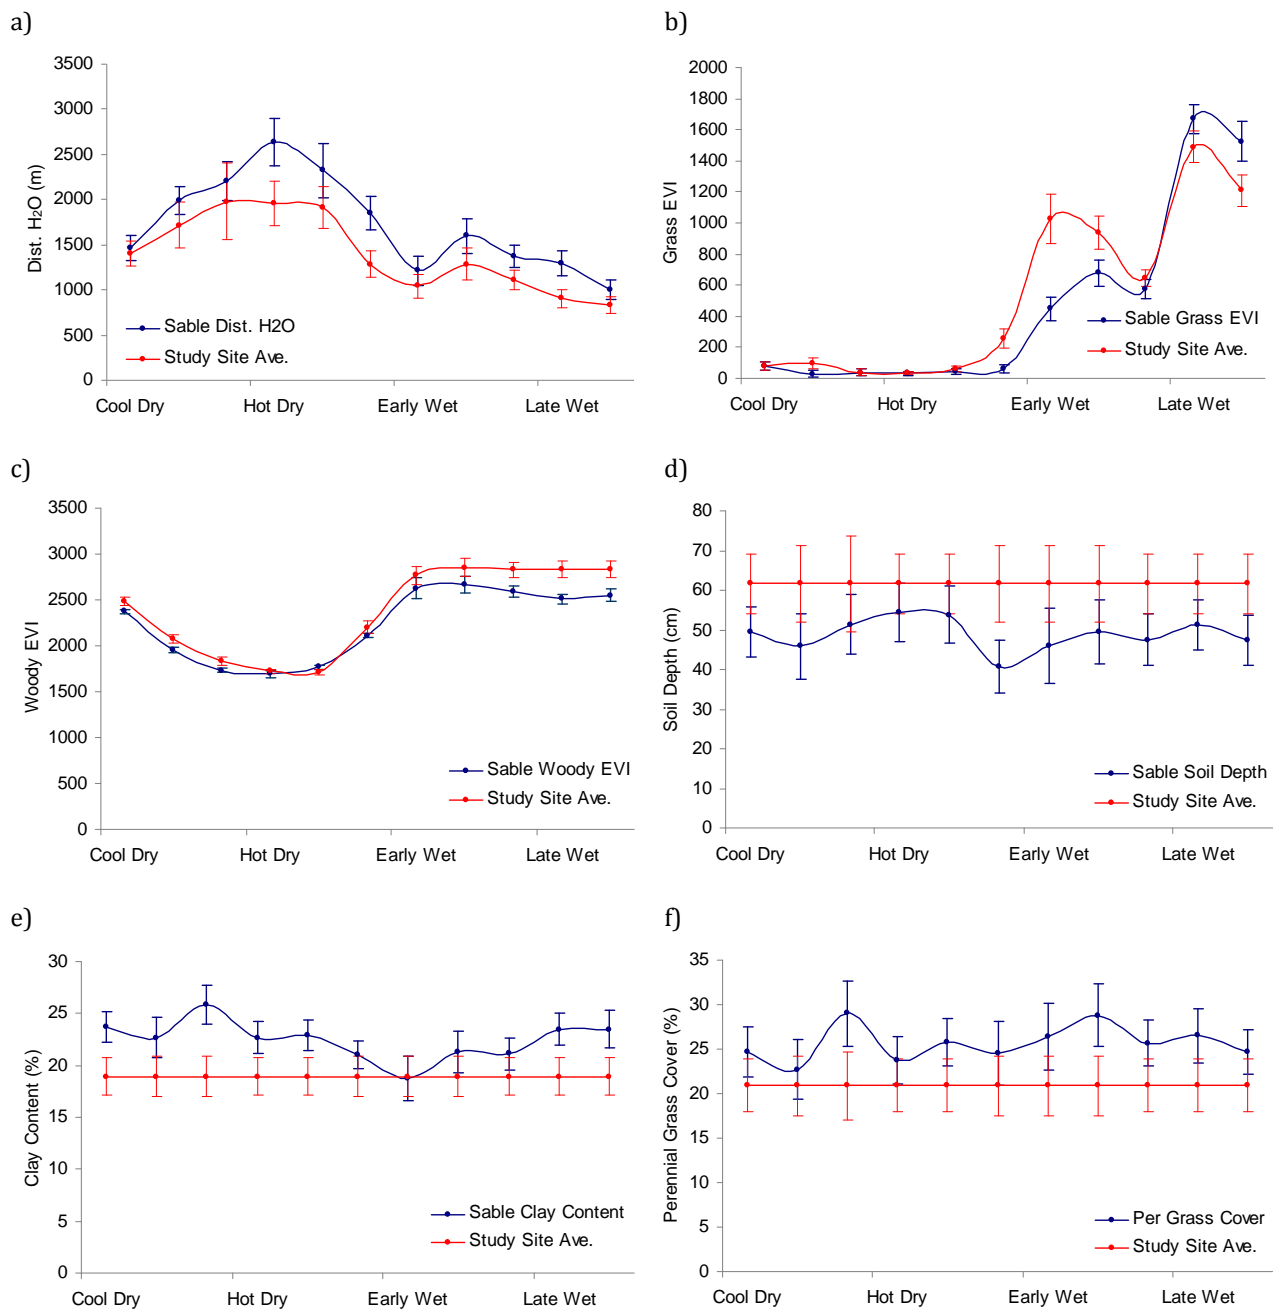 a)
3500
3000
2500
2000
1500
1000
500
0
Dist. H2O (m)
Sable Dist. H2O
Study Site Ave.
Cool Dry Hot Dry Early Wet Late Wet
b)
2000
1800
1600
1400
1200
1000
800
600
400
200
0
Grass EVI
Sable Grass EVI
Study Site Ave.
Cool Dry Hot Dry Early Wet Late Wet
c)
3500
3000
2500
2000
1500
1000
500
0
Woody EVI
Sable Woody EVI
Study Site Ave.
Cool Dry Hot Dry Early Wet Late Wet
d)
80
70
60
50
40
30
20
10
0
Soil Depth (cm)
Sable Soil Depth
Study Site Ave.
Cool Dry Hot Dry Early Wet Late Wet
e)
30
25
20
15
10
5
0
Clay Content (%)
Sable Clay Content
Study Site Ave.
Cool Dry Hot Dry Early Wet Late Wet
f)
35
30
25
20
15
10
5
0
Perennial Grass Cover (%)
Per Grass Cover
Study Site Ave.
Cool Dry Hot Dry Early Wet Late Wet